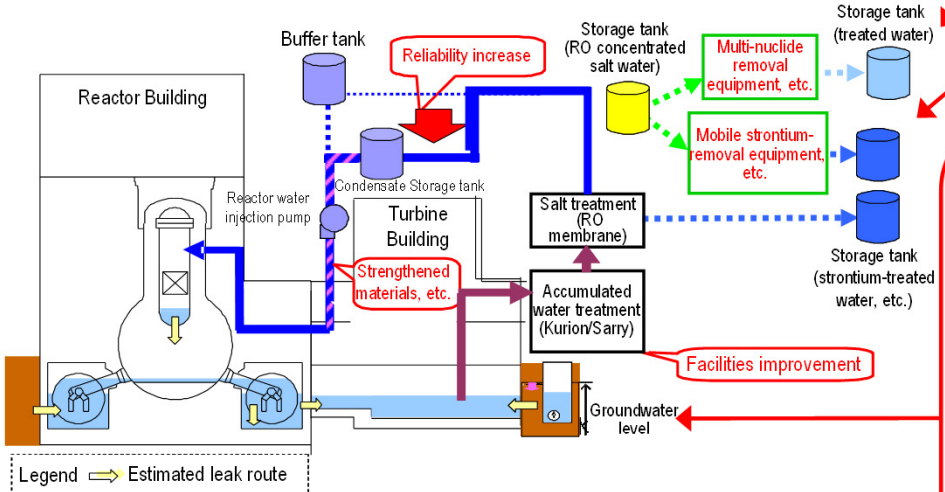 Storage tank
(treated water)
Storage tank
(RO concentrated
salt water)
Buffer tank
Reliability increase
Multi-nuclide
removal
equipment, etc.
Reactor Building
Mobile strontium-
removal equipment,
etc.
Condensate Storage tank
Reactor water
injection pump
Turbine
Building
Salt treatment
(RO
membrane)
Storage tank
(strontium-treated
water, etc.)
Strengthened
materials, etc.
Accumulated
water treatment
(Kurion/Sarry)
Facilities improvement
Groundwater
level
Legend Estimated leak route